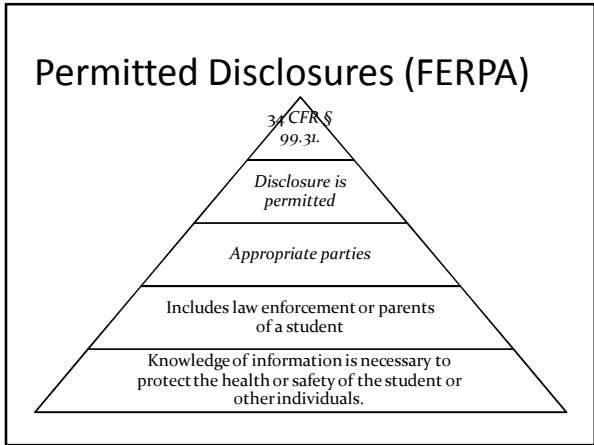 Permitted Disclosures (FERPA)
34 CFR §
99.31.
Disclosure is
permitted
Appropriate parties
Includes law enforcement or parents
of a student
Knowledge of information is necessary to
protect the health or safety of the student or
other individuals.